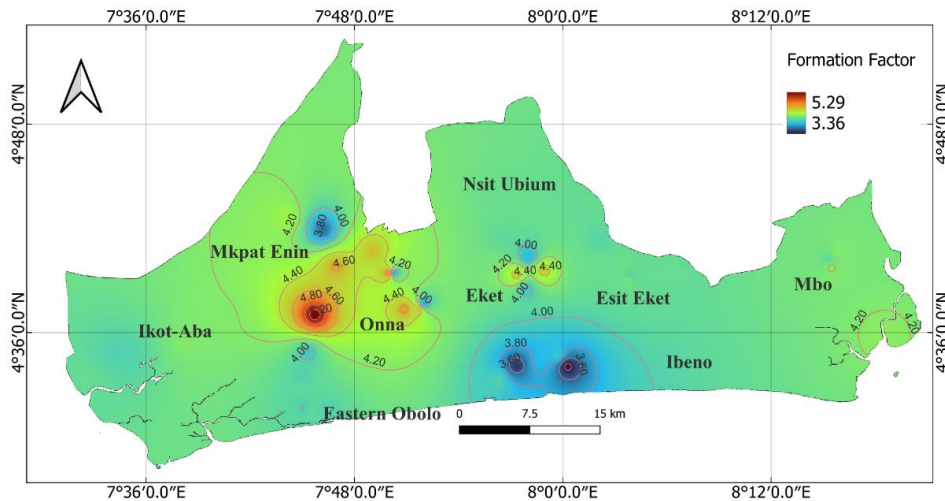 7°36′0.0″E 7°48′0.0″E 8°0′0.0″E 8°12′0.0″E
Formation Factor
5.29
3.36
4°48′0.0″N 4°48′0.0″N
Nsit Ubium
4.20 3.80 4.00
Mkpat Enin
4.40 4.60 4.20 4.00
4.20 4.40 4.40
4.80 4.60 4.40 4.00 4.00
Eket Esit Eket Mbo
Onna
Ikot-Aba
4°36′0.0″N 4°36′0.0″N
4.00 4.20 4.20
4.00 3.80
4.20 3.60 3.60
Ibeno
Eastern Obolo
0 7.5 15 km
7°36′0.0″E 7°48′0.0″E 8°0′0.0″E 8°12′0.0″E